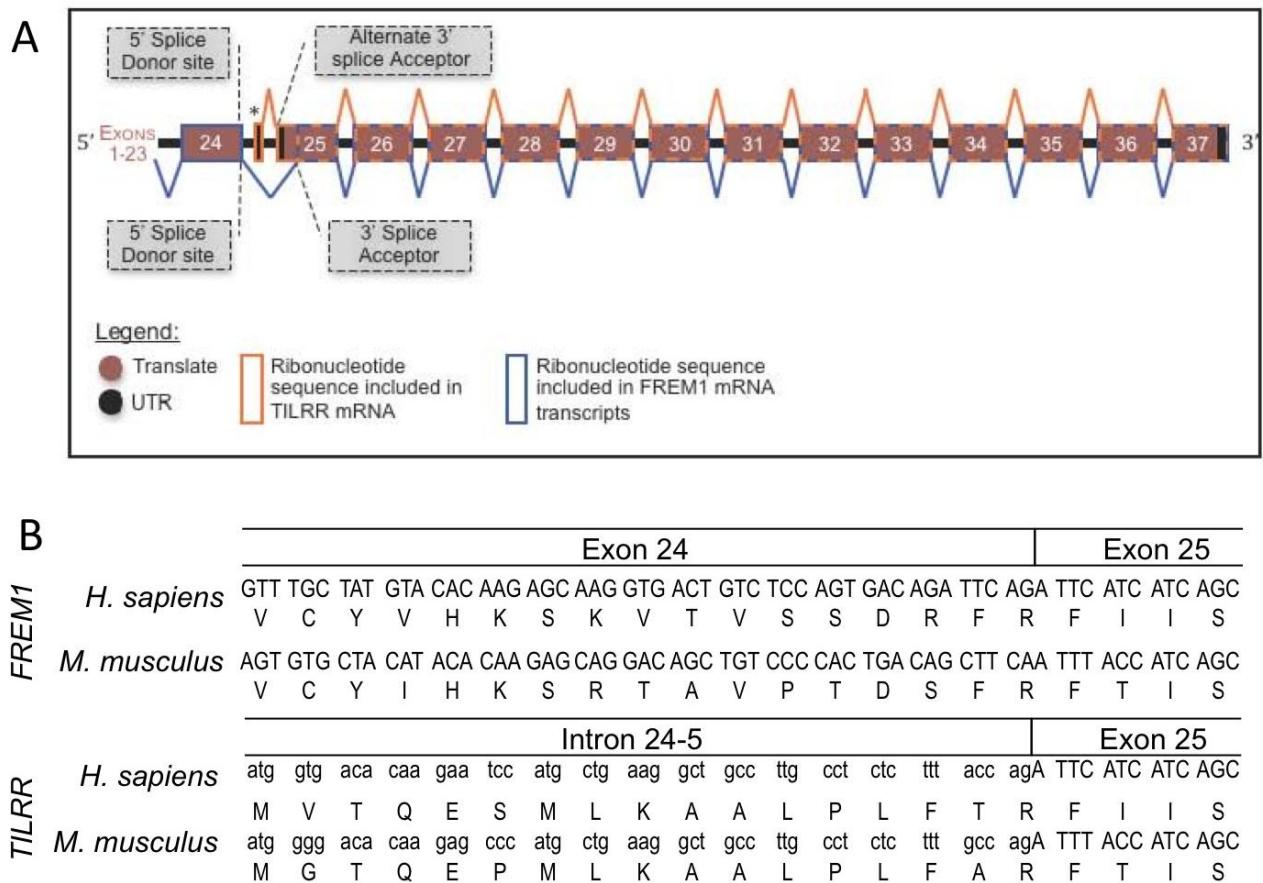 A
5' Splice
Donor site
Alternate 3'
splice Acceptor
*
5' EXONS
1-23
24 25 26 27 28 29 30 31 32 33 34 35 36 37 3'
5' Splice
Donor site
3' Splice
Acceptor
Legend:
Translate
UTR
Ribonucleotide
sequence included in
TILRR mRNA
Ribonucleotide sequence
included in FREM1 mRNA
transcripts
B
Exon 24 Exon 25
FREM1
H. sapiens GTT TGC TAT GTA CAC AAG AGC AAG GTG ACT GTC TCC AGT GAC AGA TTC AGA TTC ATC ATC AGC
V C Y V H K S K V T V S S D R F R F I I S
M. musculus AGT GTG CTA CAT ACA CAA GAG CAG GAC AGC TGT CCC CAC TGA CAG CTT CAA TTT ACC ATC AGC
V C Y I H K S R T A V P T D S F R F T I S
Intron 24-5 Exon 25
TILRR
H. sapiens atg gtg aca caa gaa tcc atg ctg aag gct gcc ttg cct ctc ttt acc agA TTC ATC ATC AGC
M V T Q E S M L K A A L P L F T R F I I S
M. musculus atg ggg aca caa gag ccc atg ctg aag gct gcc ttg cct ctc ttt gcc agA TTT ACC ATC AGC
M G T Q E P M L K A A L P L F A R F T I S